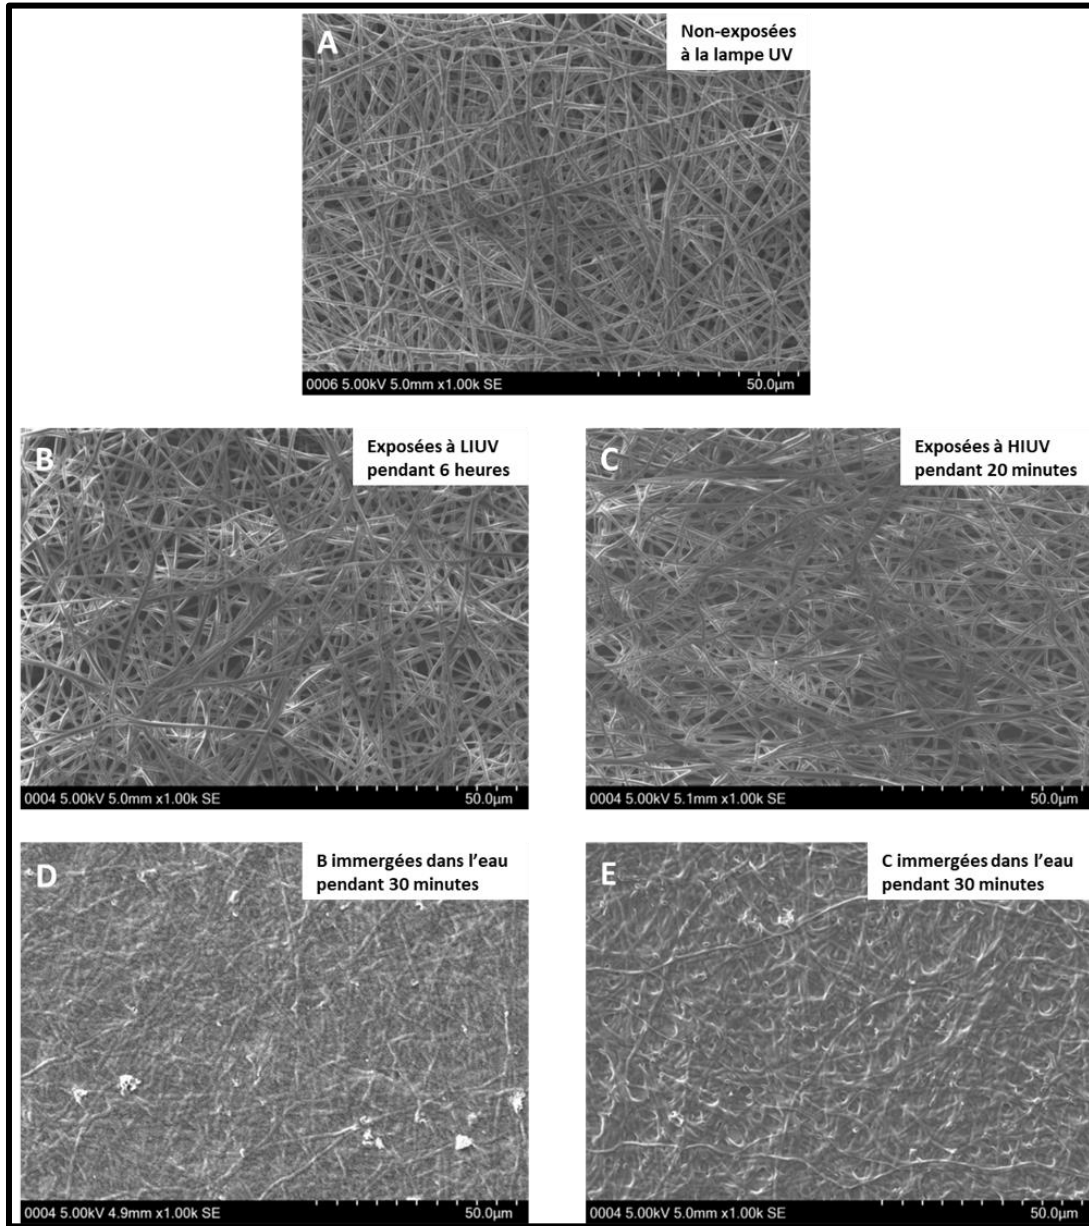 A
Non-exposées
à la lampe UV
0006 5.00kV 5.0mm x1.00k SE 50.0µm
B
Exposées à LIUV
pendant 6 heures
0004 5.00kV 5.0mm x1.00k SE 50.0µm
C
Exposées à HIUV
pendant 20 minutes
0004 5.00kV 5.1mm x1.00k SE 50.0µm
D
B immergées dans l’eau
pendant 30 minutes
0004 5.00kV 4.9mm x1.00k SE 50.0µm
E
C immergées dans l’eau
pendant 30 minutes
0004 5.00kV 5.0mm x1.00k SE 50.0µm